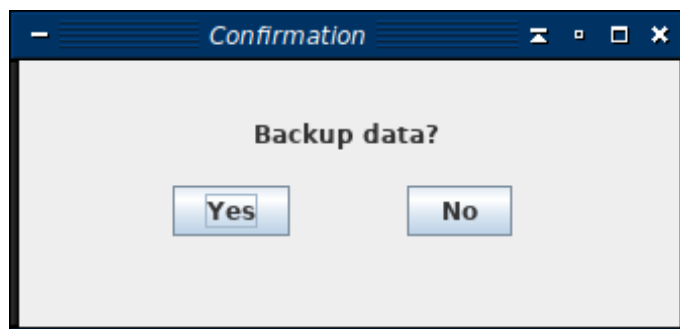 Confirmation
Backup data?
Yes
No